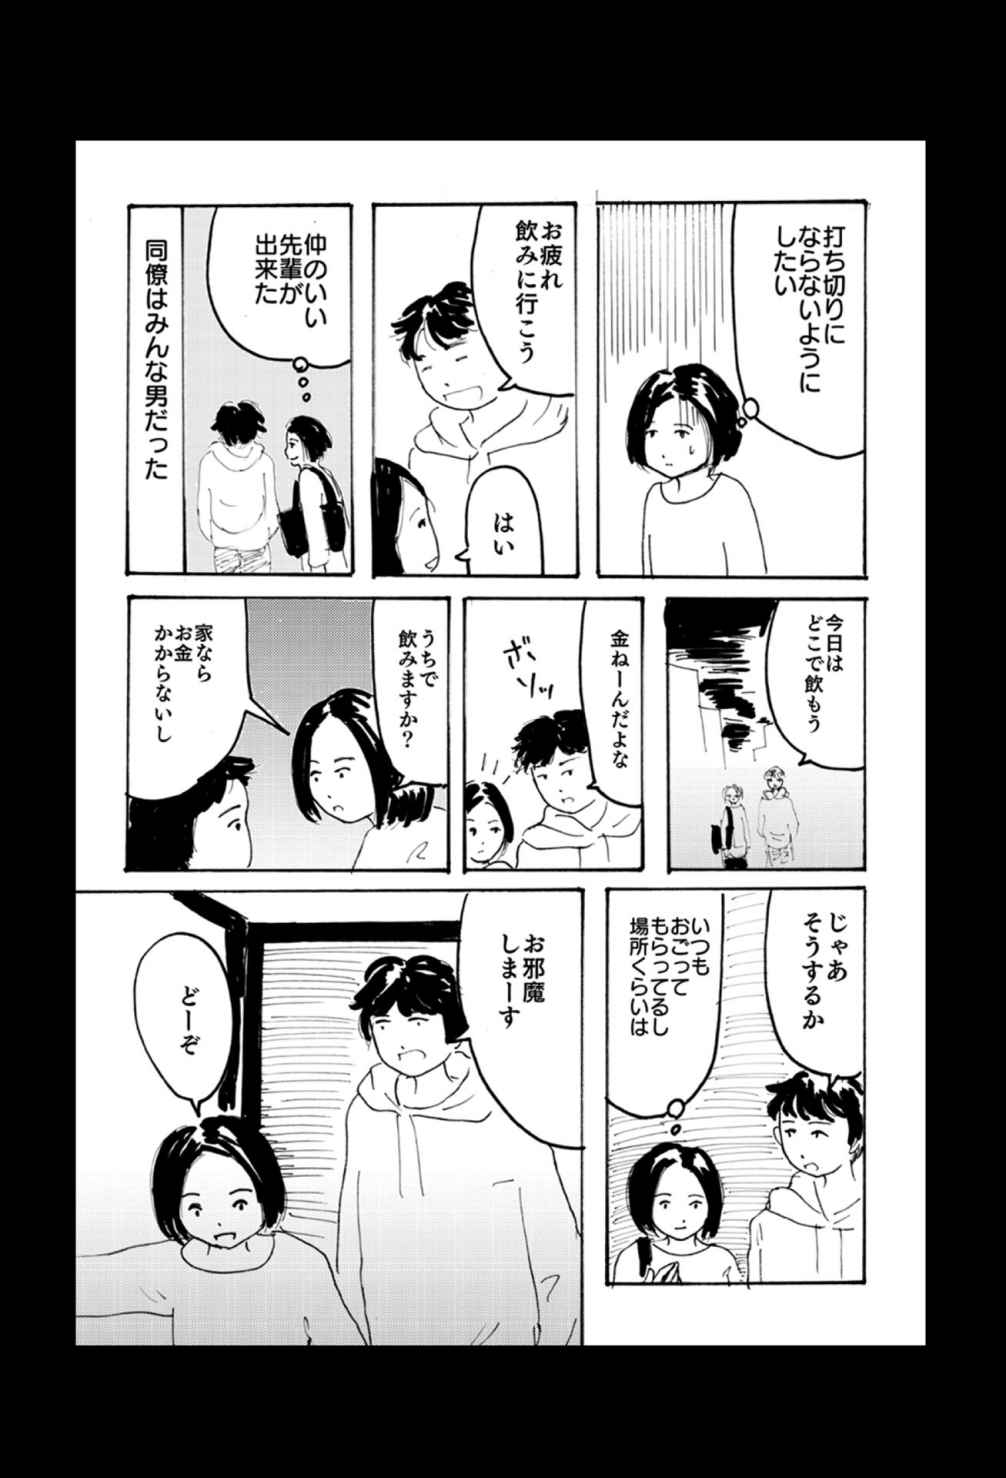 打ち切りに
ならないように
したい
お疲れ
飲みに行こう
はい
仲のいい
先輩が
出来た
同僚はみんな男だった
今日は
どこで飲もう
金ねーんだよな
ボソッ
うちで
飲みますか?
家なら
お金
かからないし
じゃあ
そうするか
いつも
おごって
もらってるし
場所くらいは
お邪魔
しまーす
どーぞ